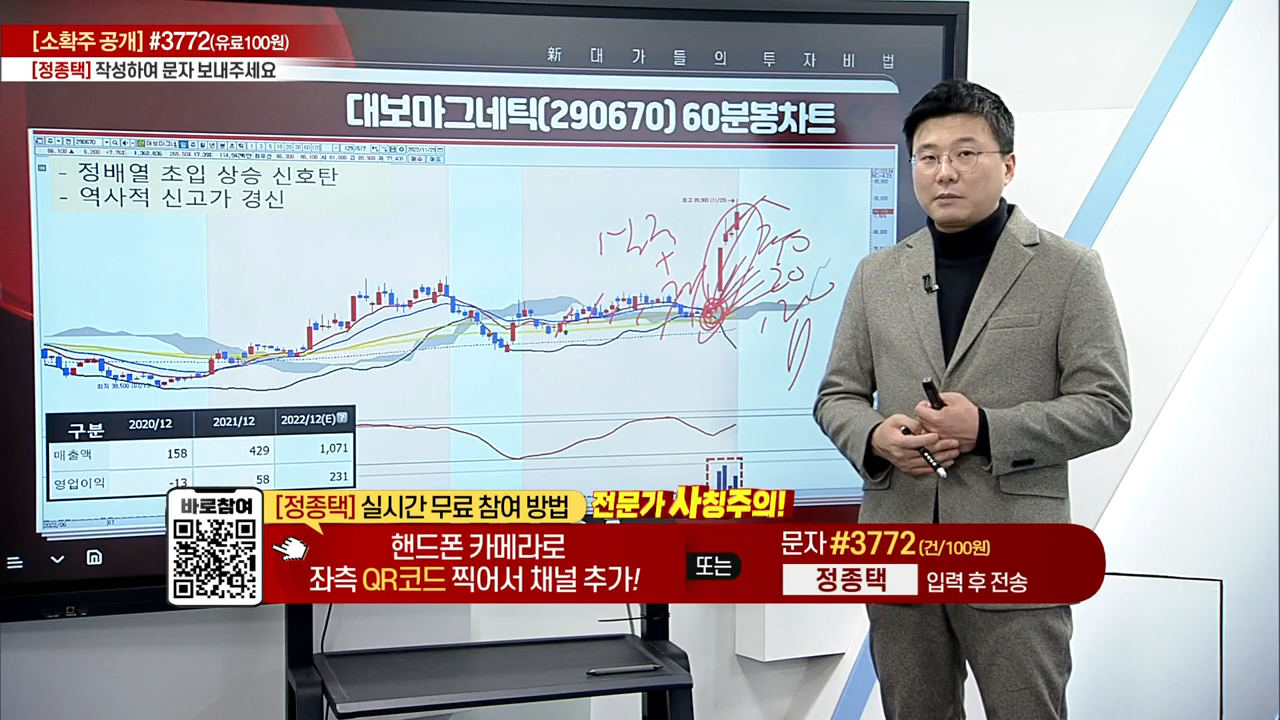 [소확주 공개] #3772(유료100원)
[정종택] 작성하여 문자 보내주세요
新 대 가 들 의 투 자 비 법
대보마그네틱(290670) 60분봉차트
- 정배열 초입 상승 신호탄
- 역사적 신고가 경신
구분 2020/12 2021/12 2022/12(E)
매출액 158 429 1,071
영업이익 -13 58 231
바로참여
[정종택] 실시간 무료 참여 방법
전문가 사칭주의!
핸드폰 카메라로
좌측 QR코드 찍어서 채널 추가!
또는
문자 #3772 (건/100원)
정종택 입력 후 전송